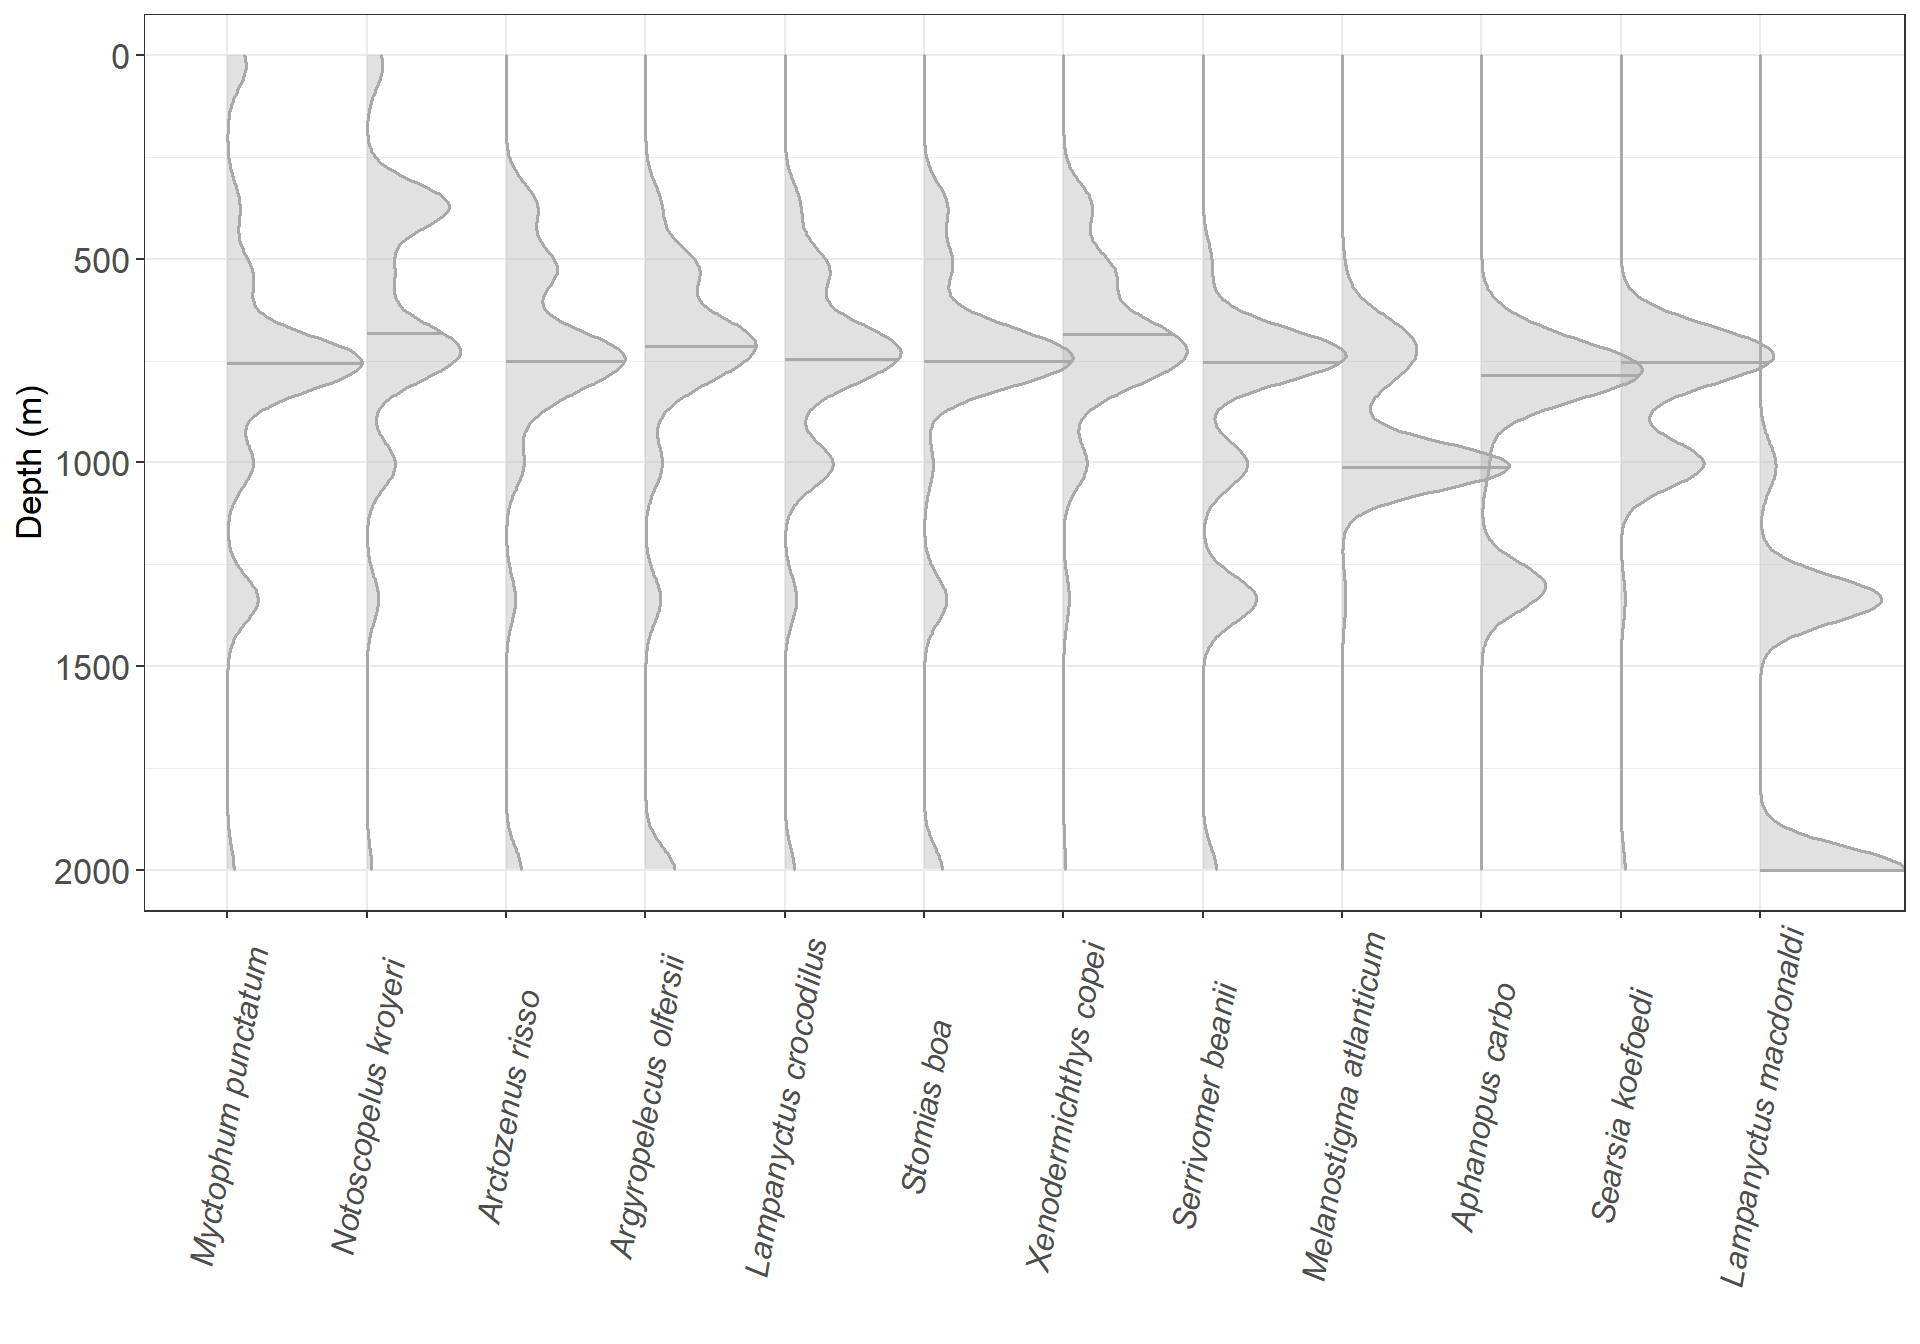 0
500
1000
1500
2000
Depth (m)
Myctophum punctatum
Notoscopelus kroyeri
Arctozenus risso
Argyropelecus olfersii
Lampanyctus crocodilus
Stomias boa
Xenodermichthys copei
Serrivomer beanii
Melanostigma atlanticum
Aphanopus carbo
Searsia koefoedi
Lampanyctus macdonaldi